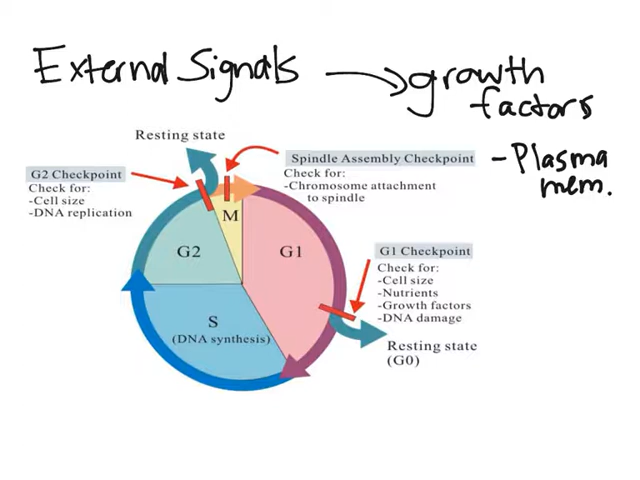 External Signals
growth
factors
- Plasma
mem.
Resting state
Spindle Assembly Checkpoint
Check for:
-Chromosome attachment
to spindle
G2 Checkpoint
Check for:
-Cell size
-DNA replication
M
G2
G1
G1 Checkpoint
Check for:
-Cell size
-Nutrients
-Growth factors
-DNA damage
S
(DNA synthesis)
Resting state
(G0)